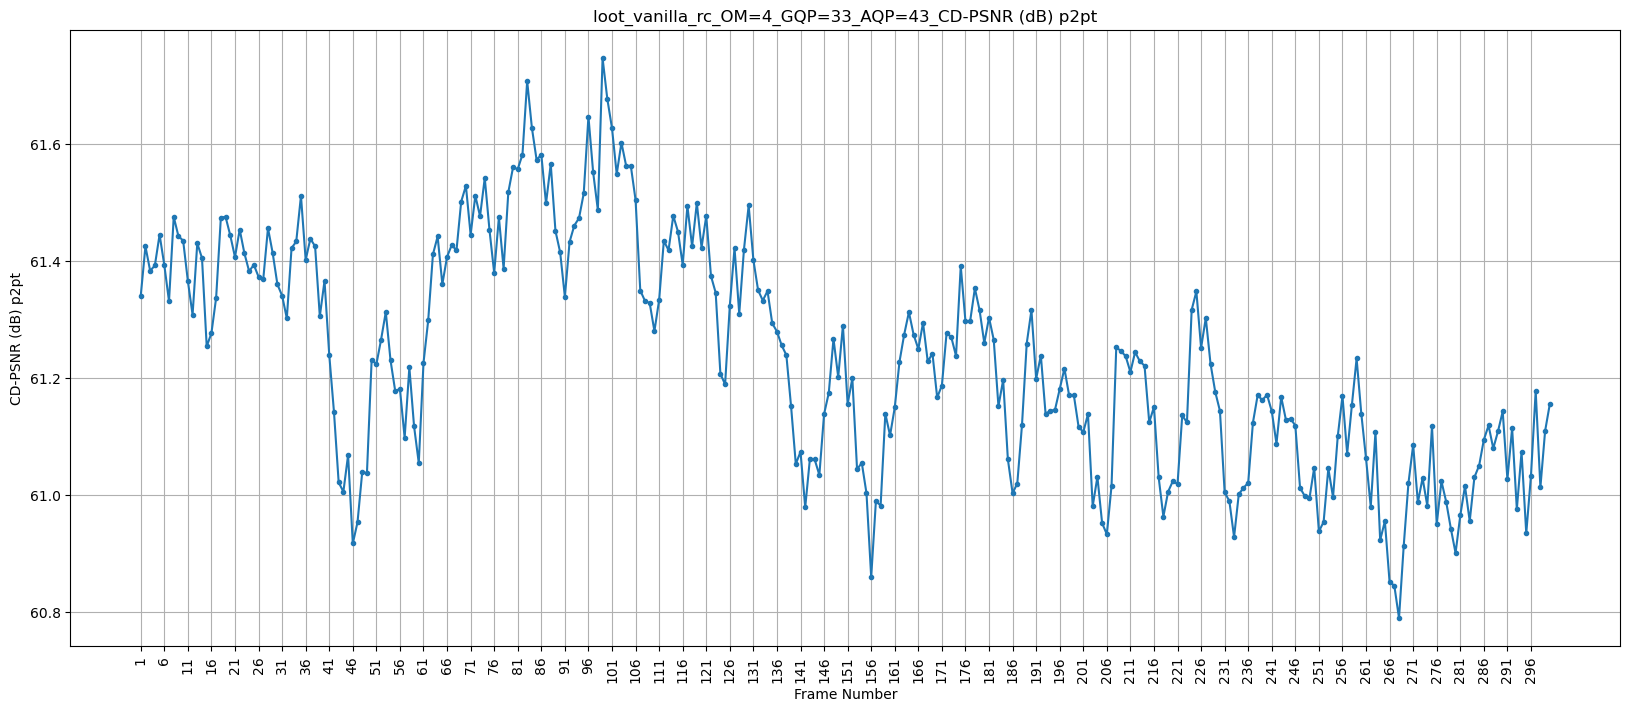 loot_vanilla_rc_OM=4_GQP=33_AQP=43_CD-PSNR (dB) p2pt
CD-PSNR (dB) p2pt
61.6
61.4
61.2
61.0
60.8
1 6 11 16 21 26 31 36 41 46 51 56 61 66 71 76 81 86 91 96 101 106 111 116 121 126 131 136 141 146 151 156 161 166 171 176 181 186 191 196 201 206 211 216 221 226 231 236 241 246 251 256 261 266 271 276 281 286 291 296
Frame Number